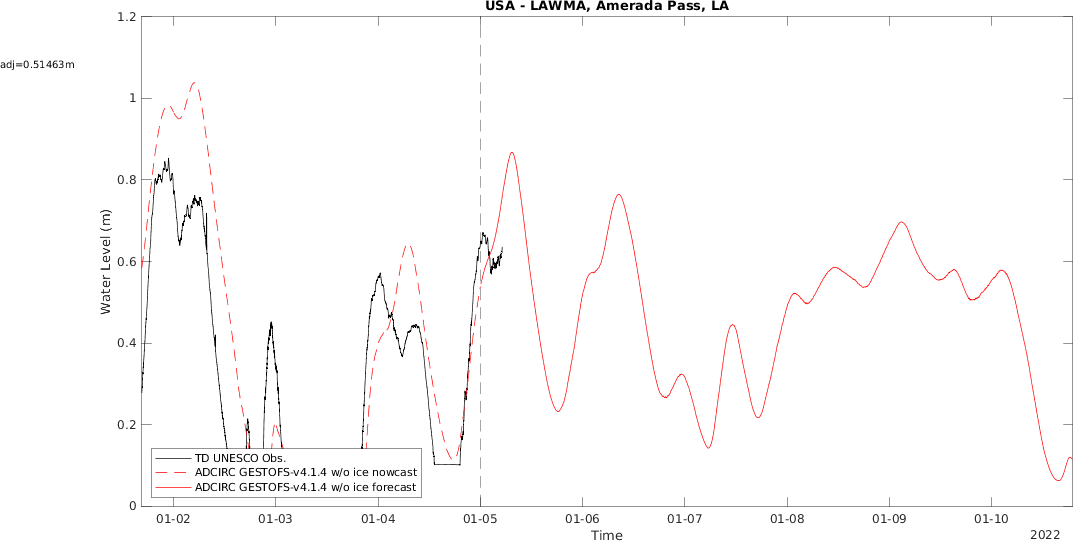 USA - LAWMA, Amerada Pass, LA
adj=0.51463m
Water Level (m)
1.2
1
0.8
0.6
0.4
0.2
0
TD UNESCO Obs.
ADCIRC GESTOFS-v4.1.4 w/o ice nowcast
ADCIRC GESTOFS-v4.1.4 w/o ice forecast
01-02 01-03 01-04 01-05 01-06 01-07 01-08 01-09 01-10
Time
2022